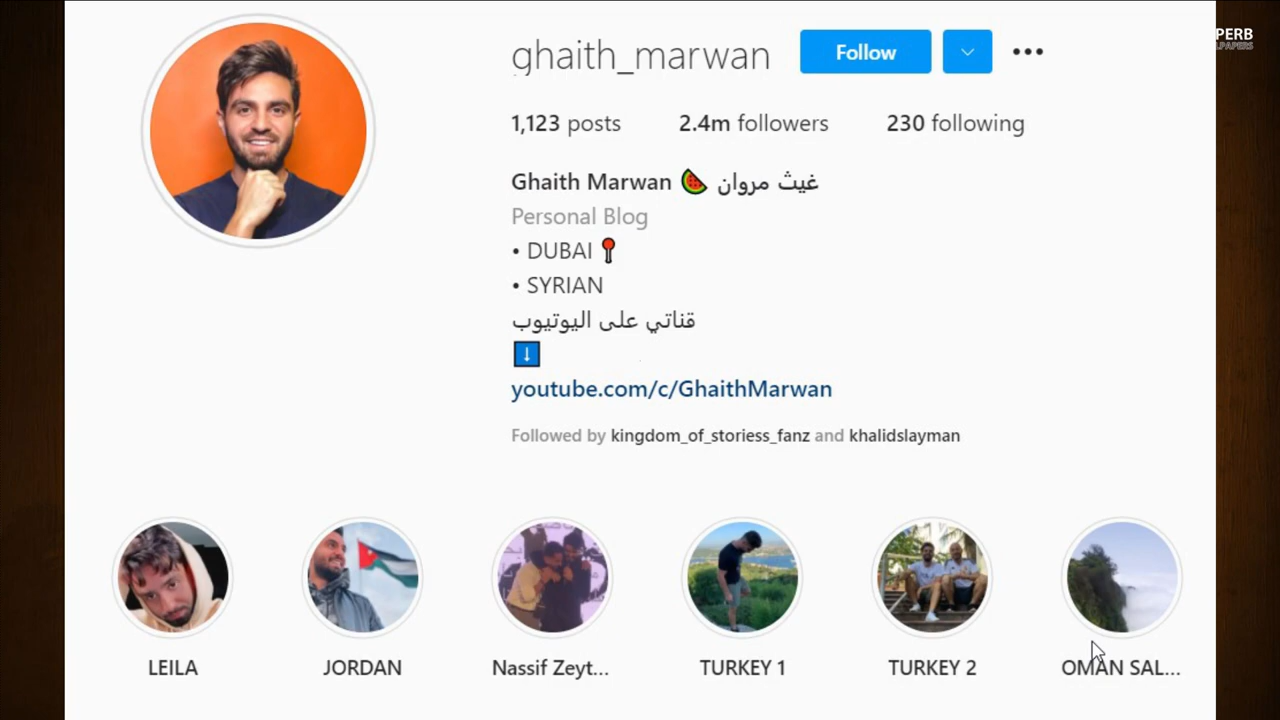 PERB
ghaith_marwan Follow
1,123 posts 2.4m followers 230 following
Ghaith Marwan 🍉 غيث مروان
Personal Blog
• DUBAI📍
• SYRIAN
قناتي على اليوتيوب
⬇️
youtube.com/c/GhaithMarwan
Followed by kingdom_of_storiess_fanz and khalidslayman
LEILA JORDAN Nassif Zeyt... TURKEY 1 TURKEY 2 OMAN SAL...